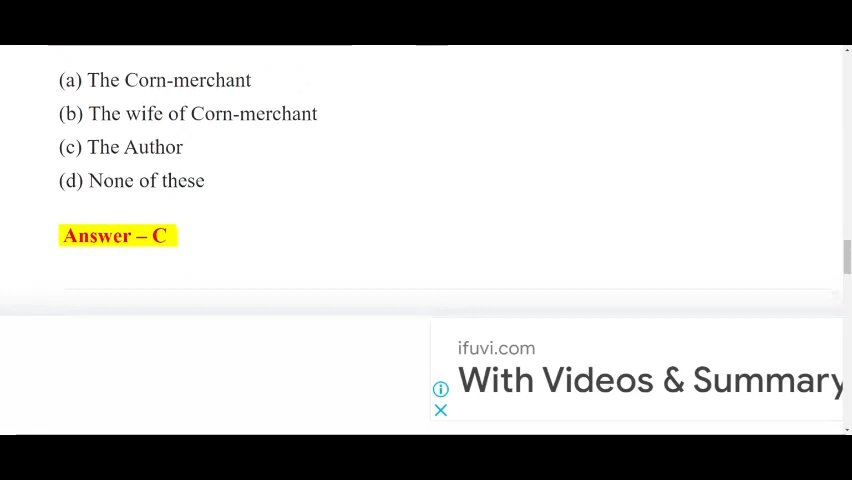 (a) The Corn-merchant
(b) The wife of Corn-merchant
(c) The Author
(d) None of these
Answer – C
ifuvi.com
With Videos & Summary